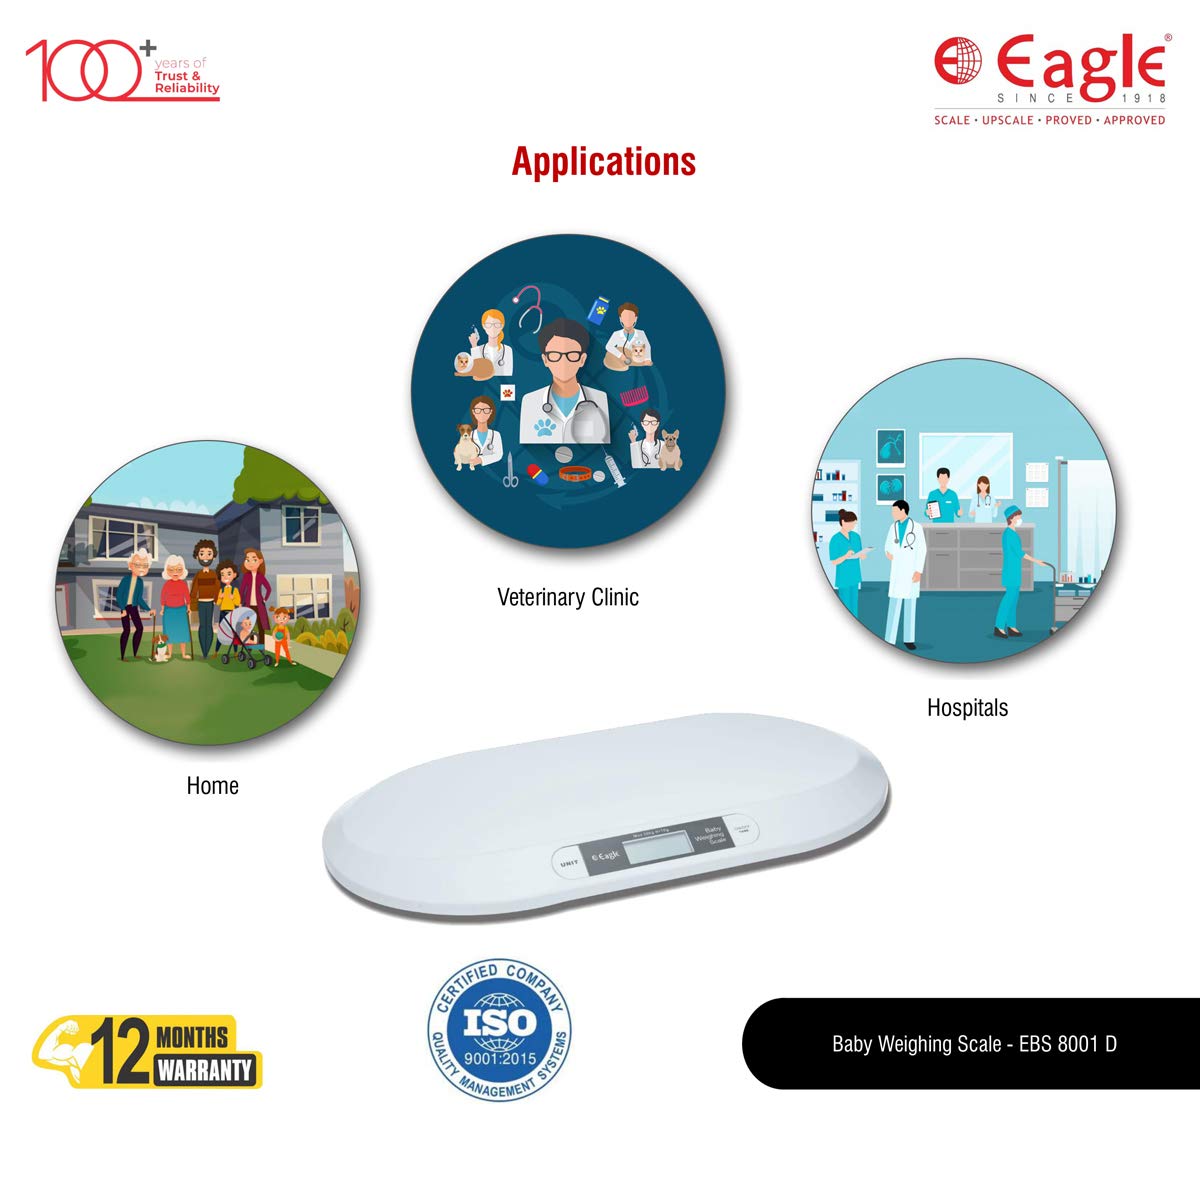 100+
years of
Trust &
Reliability
Eagle®
SINCE 1918
SCALE • UPSCALE • PROVED • APPROVED
Applications
Veterinary Clinic
Hospitals
Home
UNIT
Eagle
Baby
Weighing
Scale
CERTIFIED COMPANY
ISO
9001:2015
QUALITY MANAGEMENT SYSTEMS
12 MONTHS
WARRANTY
Baby Weighing Scale - EBS 8001 D